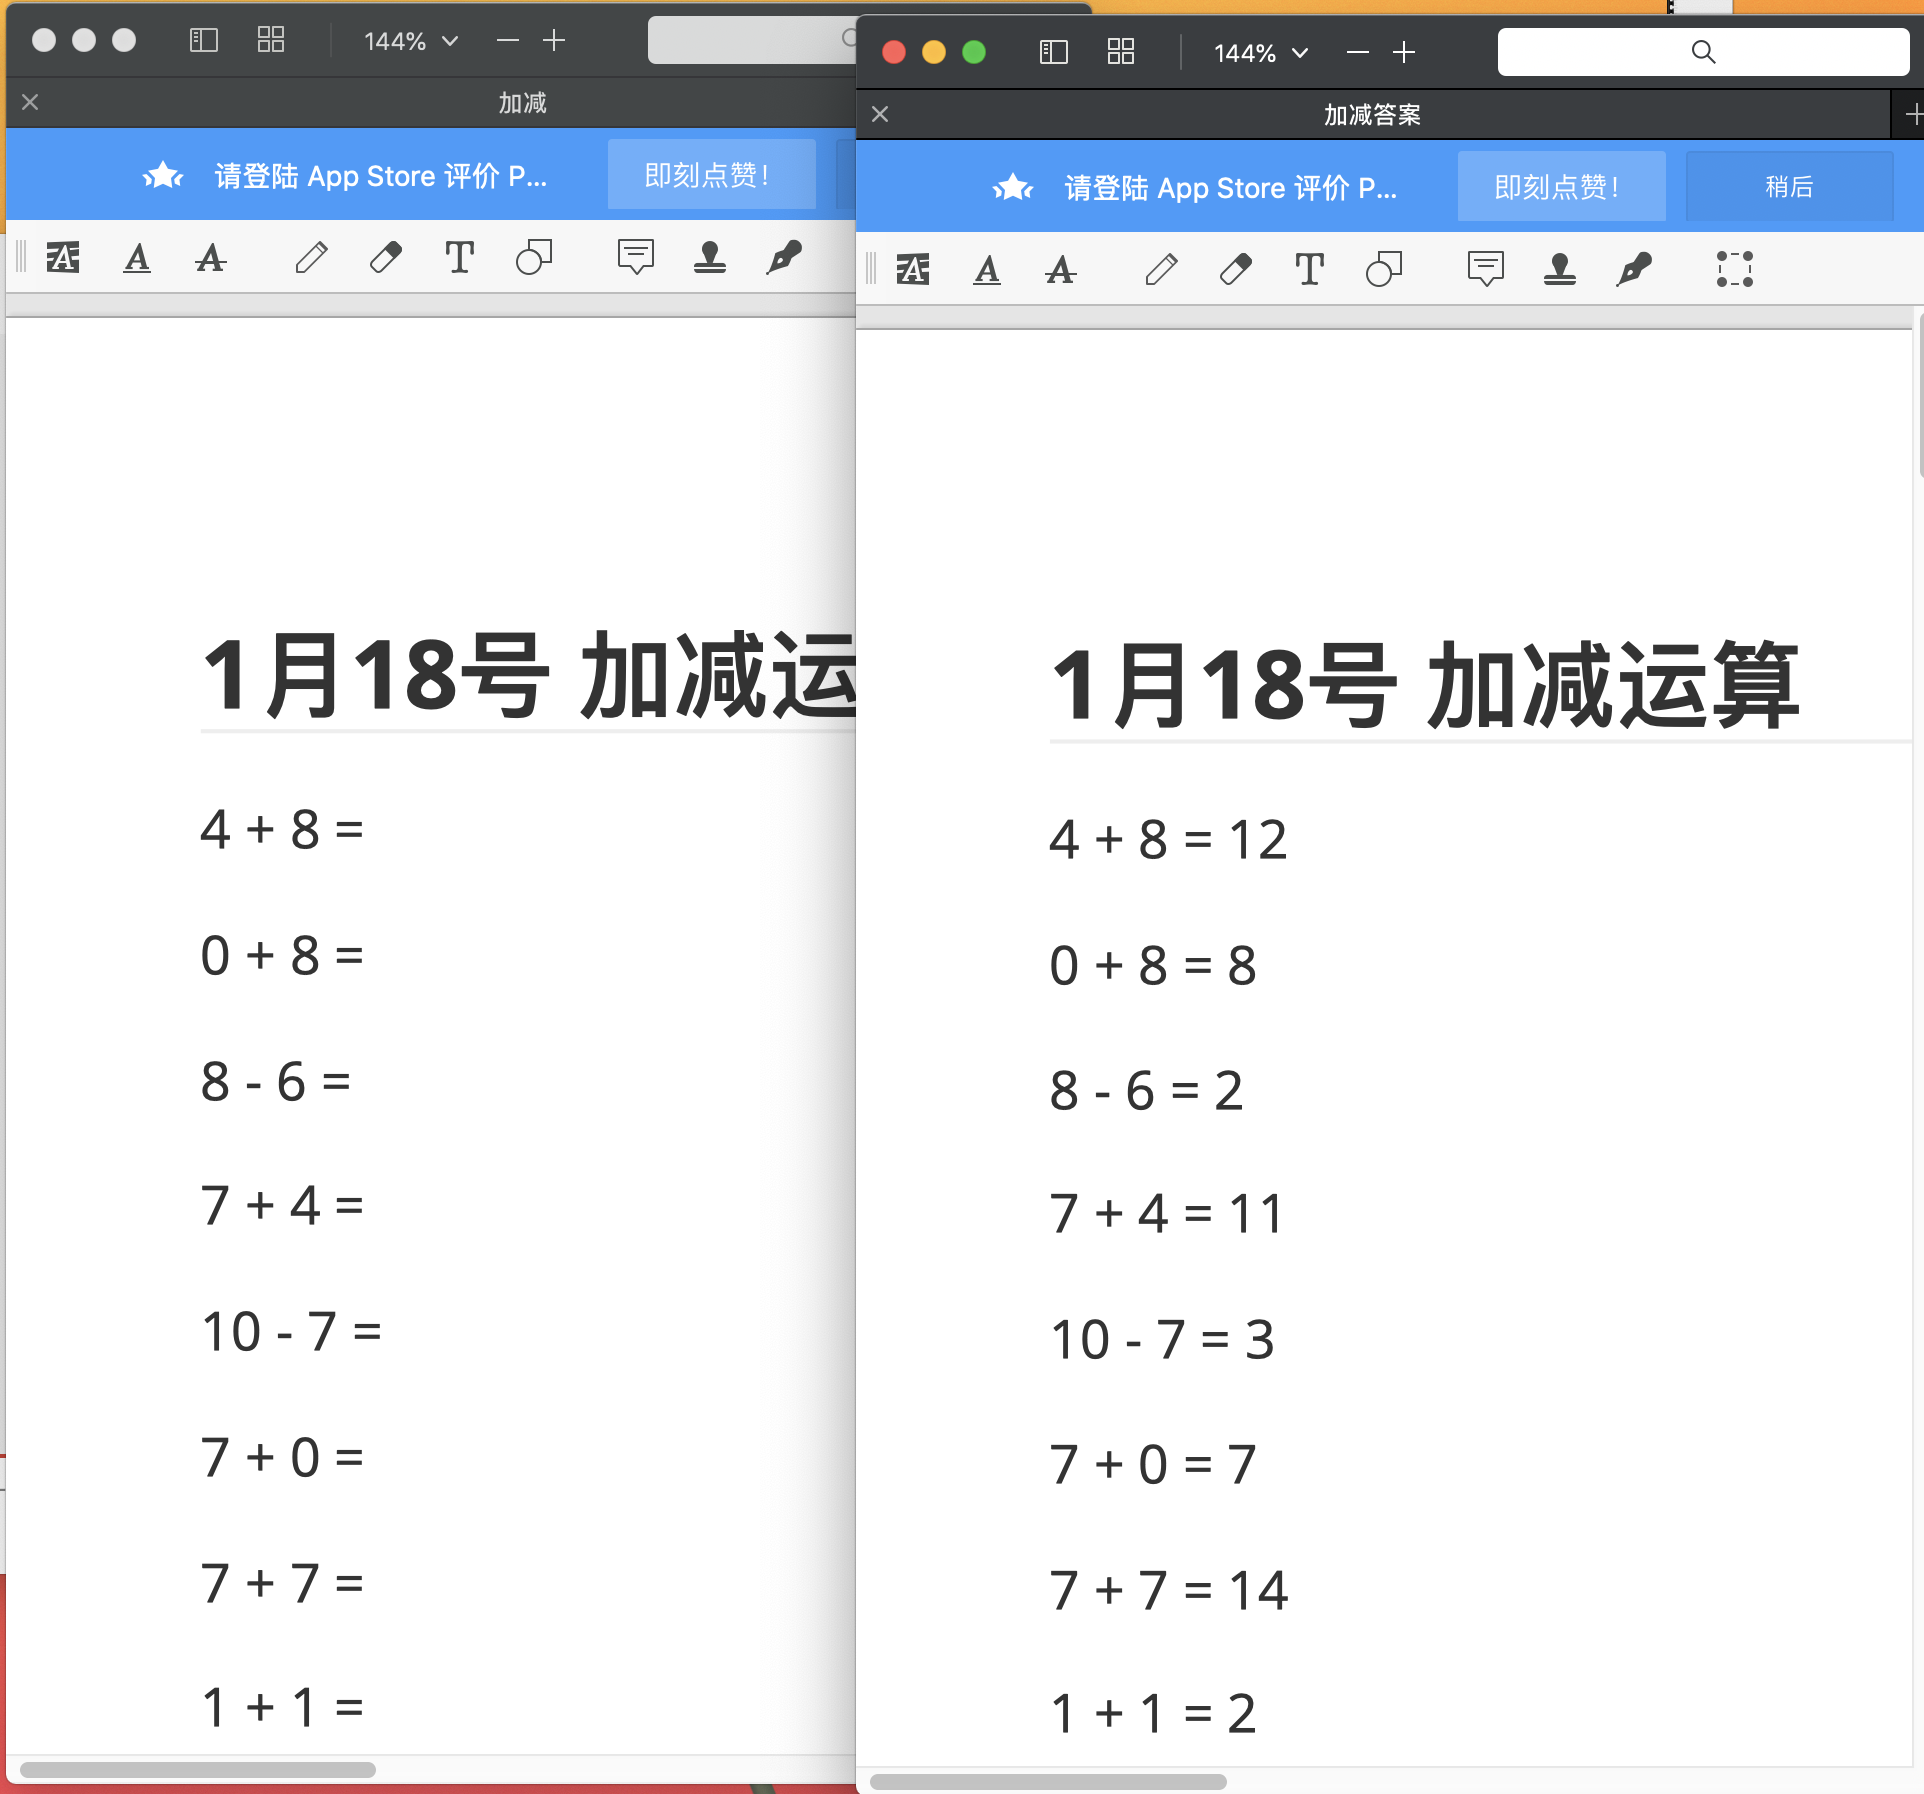 144%
加减
请登陆 App Store 评价 P...
即刻点赞！
1月18号 加减运
4 + 8 =
0 + 8 =
8 - 6 =
7 + 4 =
10 - 7 =
7 + 0 =
7 + 7 =
1 + 1 =
144%
加减答案
请登陆 App Store 评价 P...
即刻点赞！
稍后
1月18号 加减运算
4 + 8 = 12
0 + 8 = 8
8 - 6 = 2
7 + 4 = 11
10 - 7 = 3
7 + 0 = 7
7 + 7 = 14
1 + 1 = 2